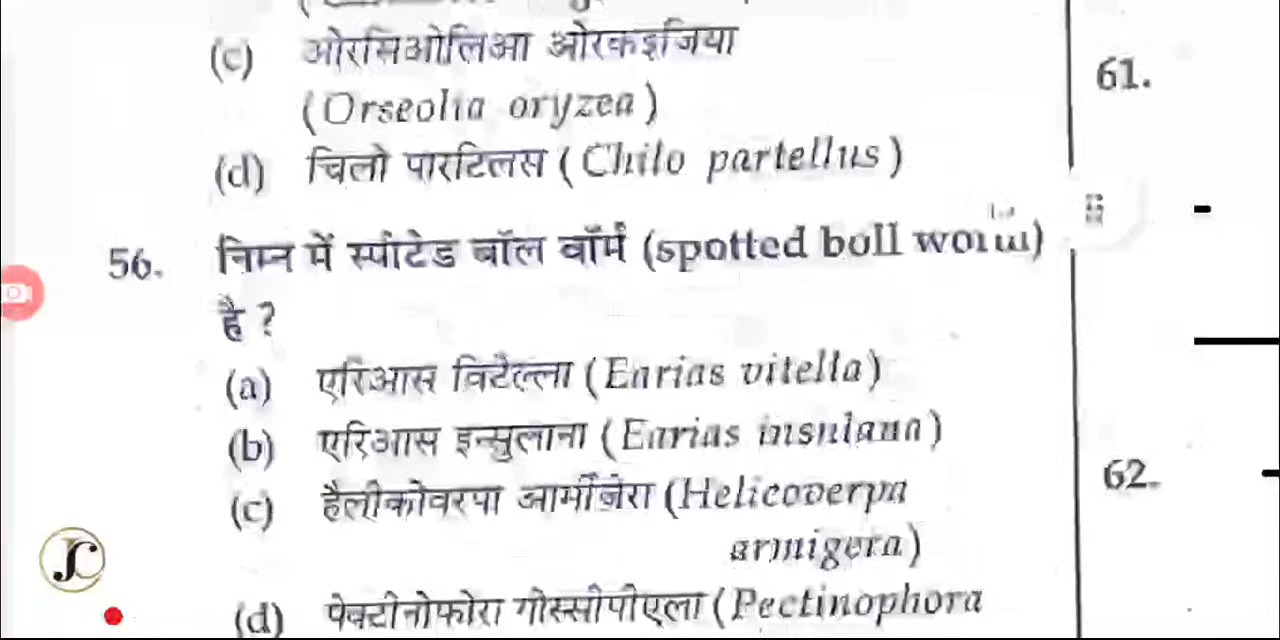 (c) ओरसिओलिआ ओरकइजिया
(Orseolia oryzea)
(d) चिलो पारटिलस (Chilo partellus)
56. निम्न में स्पोटेड बॉल वॉर्म (spotted boll worm)
है ?
(a) एरिआस विटेल्ला (Earias vitella)
(b) एरिआस इन्सुलाना (Earias insulana)
(c) हैलीकोवरपा आर्मीजेरा (Helicoverpa
armigera)
(d) पेक्टीनोफोरा गोस्सीपीएला (Pectinophora
61.
62.